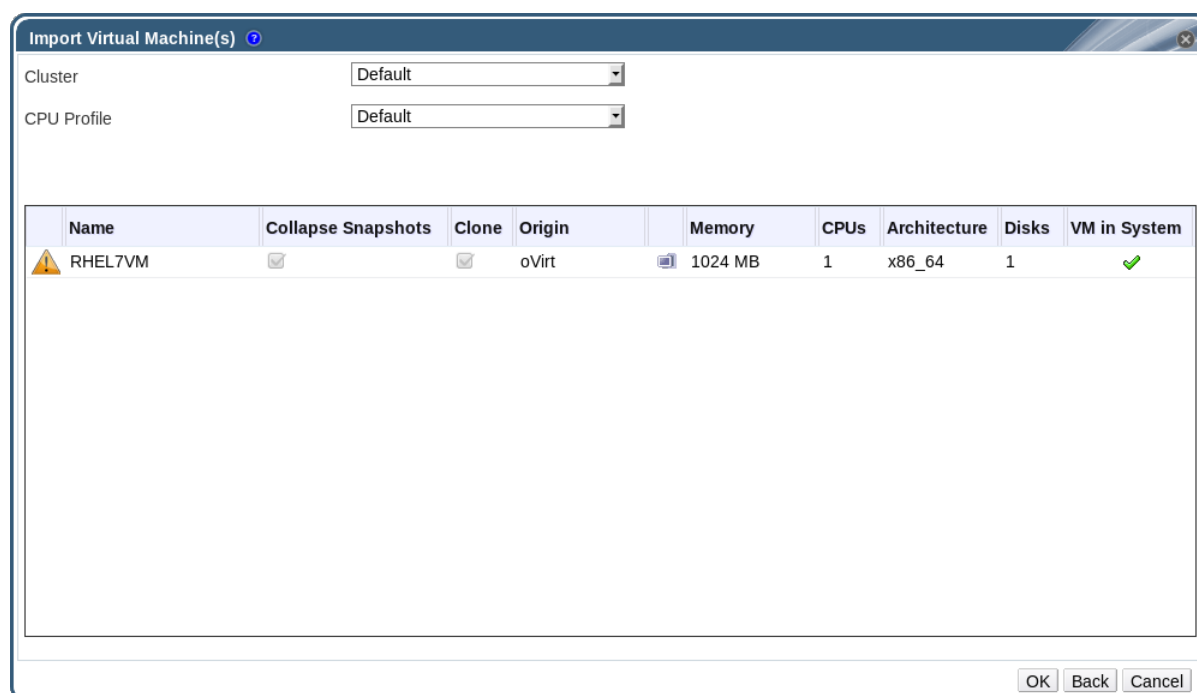 Import Virtual Machine(s) ?
Cluster Default
CPU Profile Default
Name Collapse Snapshots Clone Origin Memory CPUs Architecture Disks VM in System
RHEL7VM oVirt 1024 MB 1 x86_64 1
OK Back Cancel